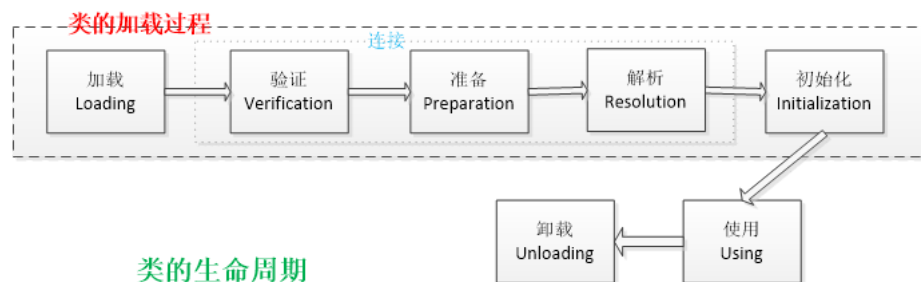 类的加载过程
连接
加载
Loading
验证
Verification
准备
Preparation
解析
Resolution
初始化
Initialization
卸载
Unloading
使用
Using
类的生命周期